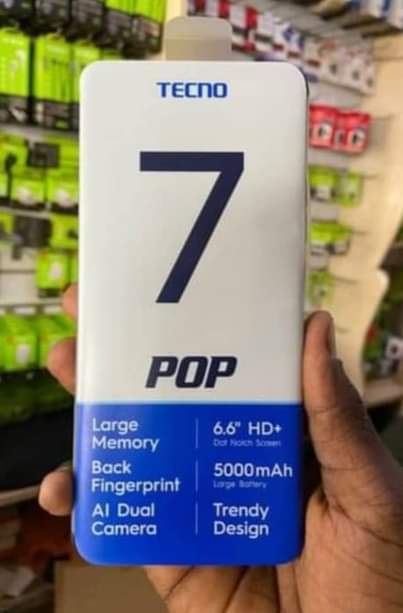 TECNO
7
POP
Large
Memory
6.6" HD+
Dot Notch Screen
Back
Fingerprint
5000mAh
Large Battery
AI Dual
Camera
Trendy
Design